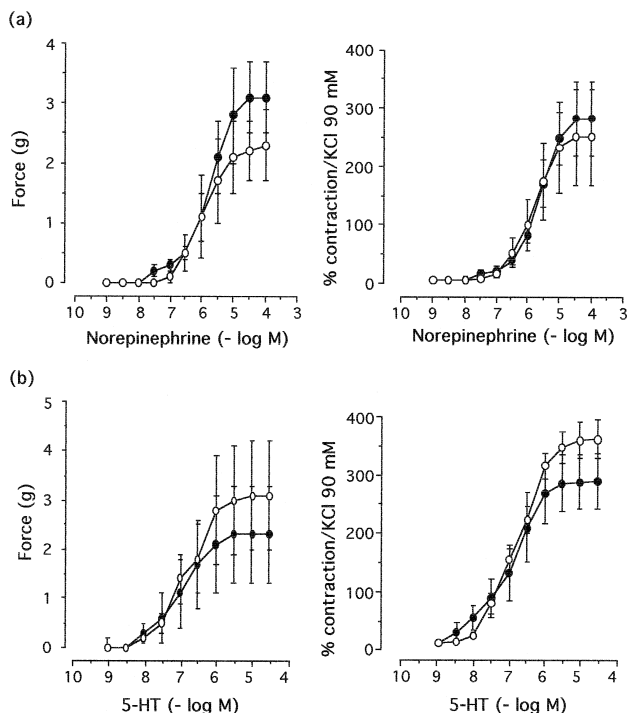 (a)
4
3
2
1
0
Force (g)
10 9 8 7 6 5 4 3
Norepinephrine (- log M)
400
300
200
100
0
% contraction/KCl 90 mM
10 9 8 7 6 5 4 3
Norepinephrine (- log M)
(b)
5
4
3
2
1
0
Force (g)
10 9 8 7 6 5 4
5-HT (- log M)
400
300
200
100
0
% contraction/KCl 90 mM
10 9 8 7 6 5 4
5-HT (- log M)